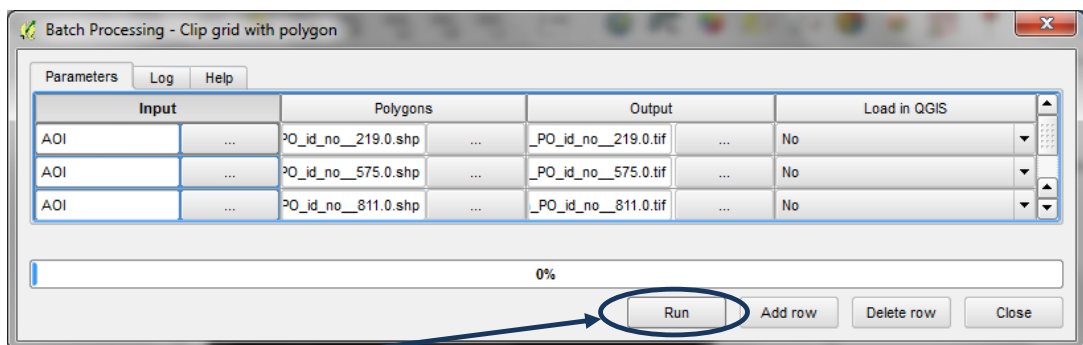 Batch Processing - Clip grid with polygon
Parameters Log Help
Input Polygons Output Load in QGIS
AOI ... PO_id_no__219.0.shp ... _PO_id_no__219.0.tif ... No
AOI ... PO_id_no__575.0.shp ... _PO_id_no__575.0.tif ... No
AOI ... PO_id_no__811.0.shp ... _PO_id_no__811.0.tif ... No
0%
Run Add row Delete row Close